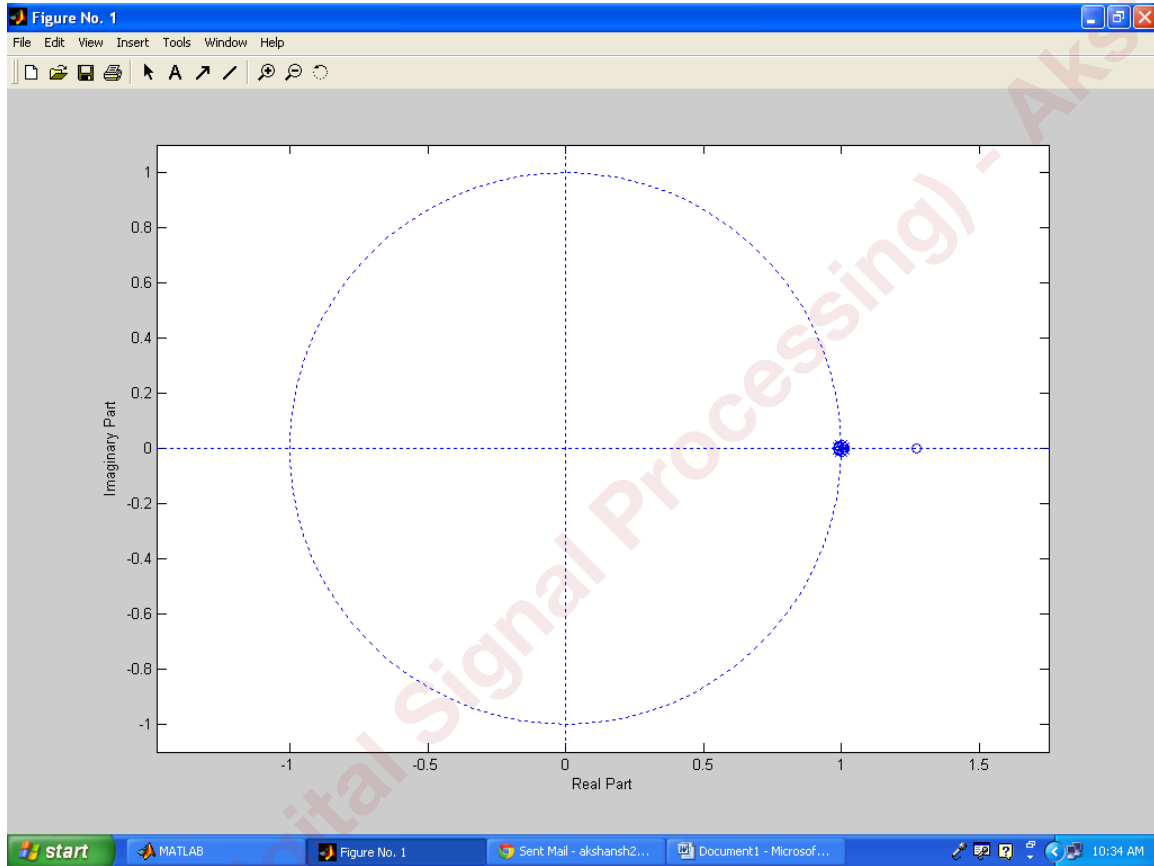 Figure No. 1
File Edit View Insert Tools Window Help
A
1
0.8
0.6
0.4
0.2
0
-0.2
-0.4
-0.6
-0.8
-1
Imaginary Part
-1 -0.5 0 0.5 1 1.5
Real Part
igital Signal Processing) - Aks
start MATLAB Figure No. 1 Sent Mail - akshansh2... Document1 - Microsof... 10:34 AM